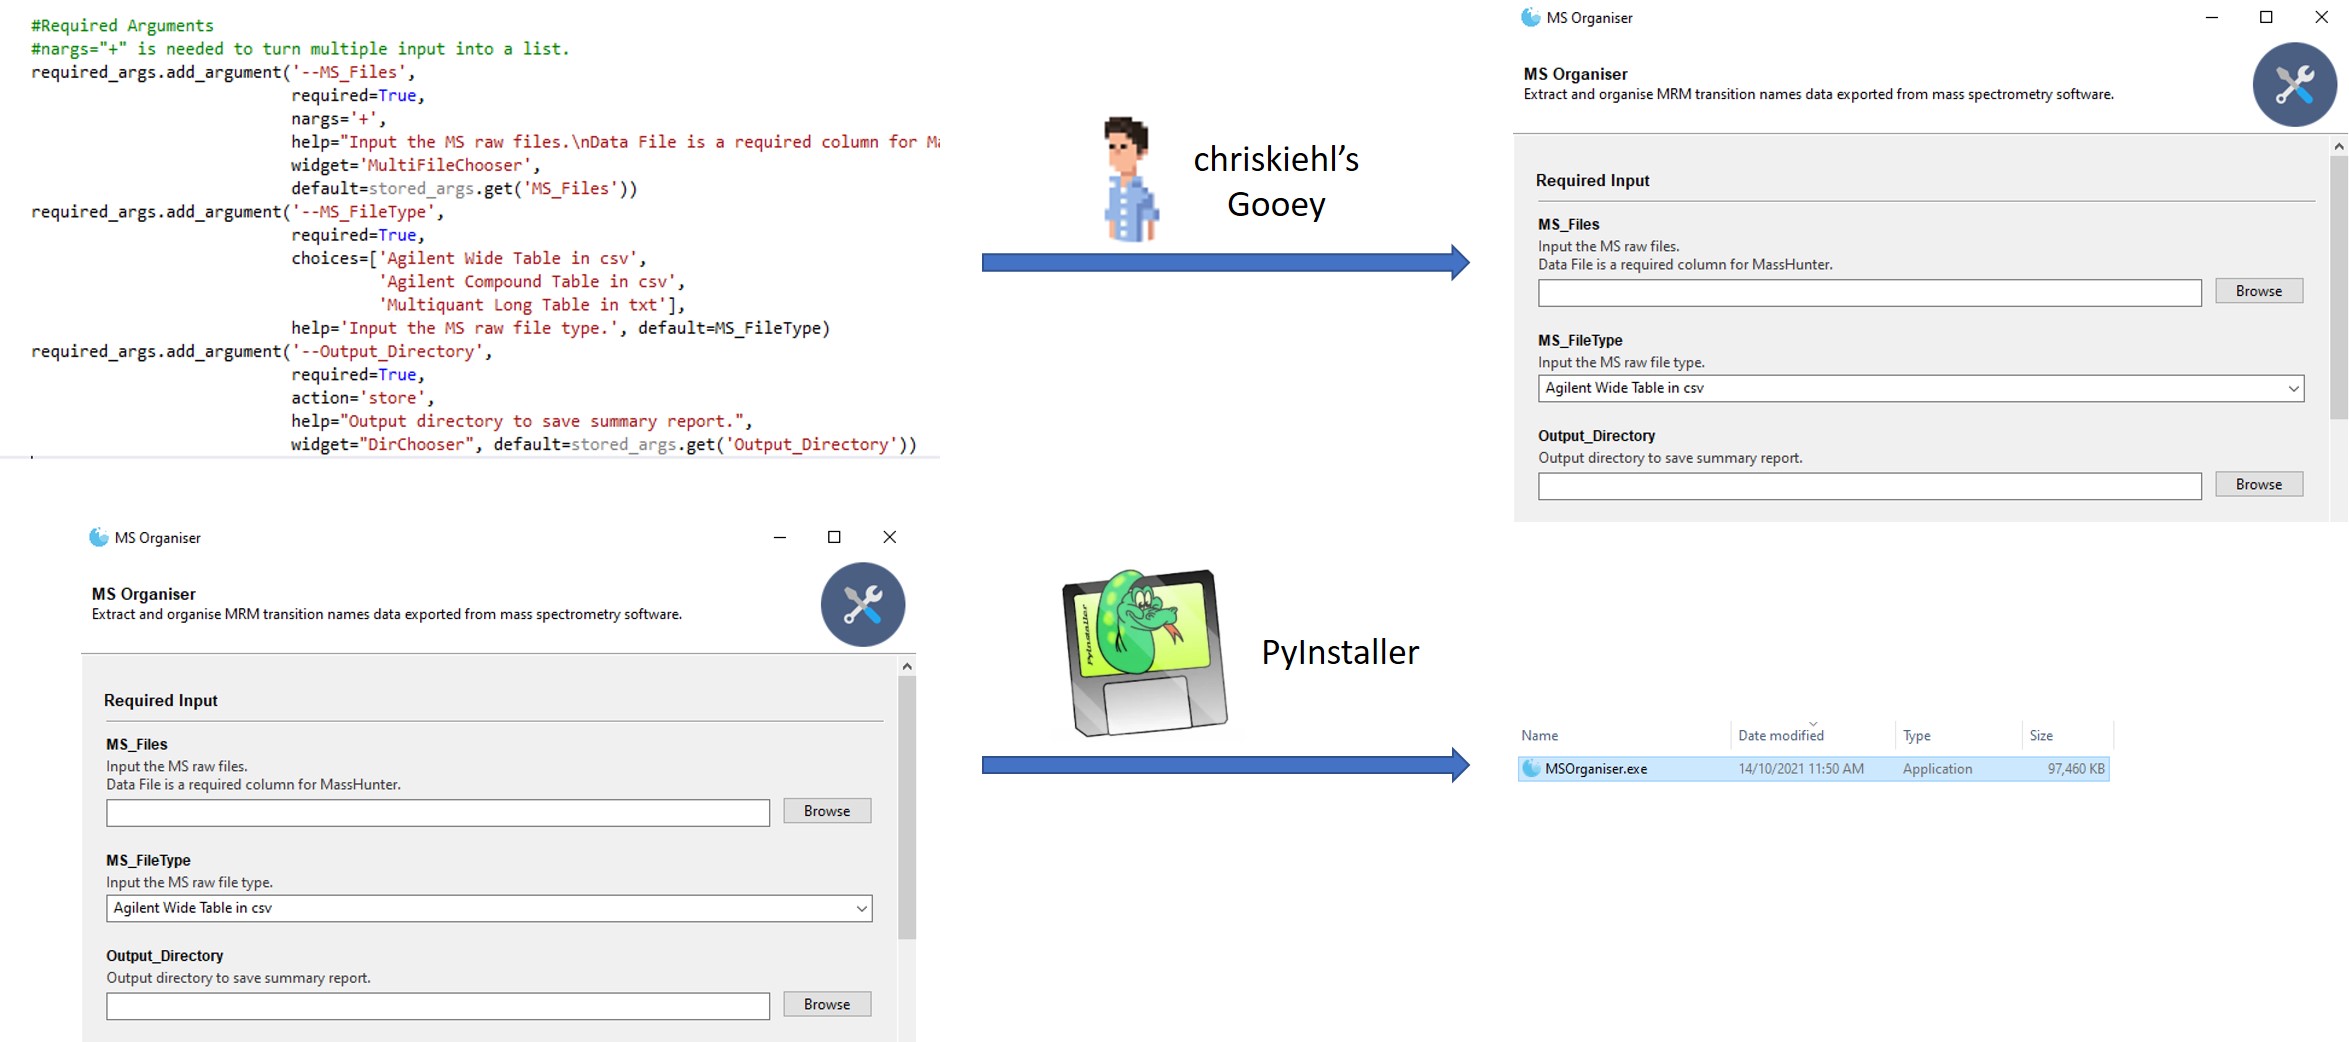 #Required Arguments
#nargs="+" is needed to turn multiple input into a list.
required_args.add_argument('--MS_Files',
required=True,
nargs='+',
help="Input the MS raw files.\nData File is a required column for M
widget='MultiFileChooser',
default=stored_args.get('MS_Files'))
required_args.add_argument('--MS_FileType',
required=True,
choices=['Agilent Wide Table in csv',
'Agilent Compound Table in csv',
'Multiquant Long Table in txt'],
help='Input the MS raw file type.', default=MS_FileType)
required_args.add_argument('--Output_Directory',
required=True,
action='store',
help="Output directory to save summary report.",
widget="DirChooser", default=stored_args.get('Output_Directory'))
chriskiehl's
Gooey
MS Organiser
MS Organiser
Extract and organise MRM transition names data exported from mass spectrometry software.
Required Input
MS_Files
Input the MS raw files.
Data File is a required column for MassHunter.
Browse
MS_FileType
Input the MS raw file type.
Agilent Wide Table in csv
Output_Directory
Output directory to save summary report.
Browse
MS Organiser
MS Organiser
Extract and organise MRM transition names data exported from mass spectrometry software.
Required Input
MS_Files
Input the MS raw files.
Data File is a required column for MassHunter.
Browse
MS_FileType
Input the MS raw file type.
Agilent Wide Table in csv
Output_Directory
Output directory to save summary report.
Browse
PyInstaller
PyInstaller
Name Date modified Type Size
MSOrganiser.exe 14/10/2021 11:50 AM Application 97,460 KB